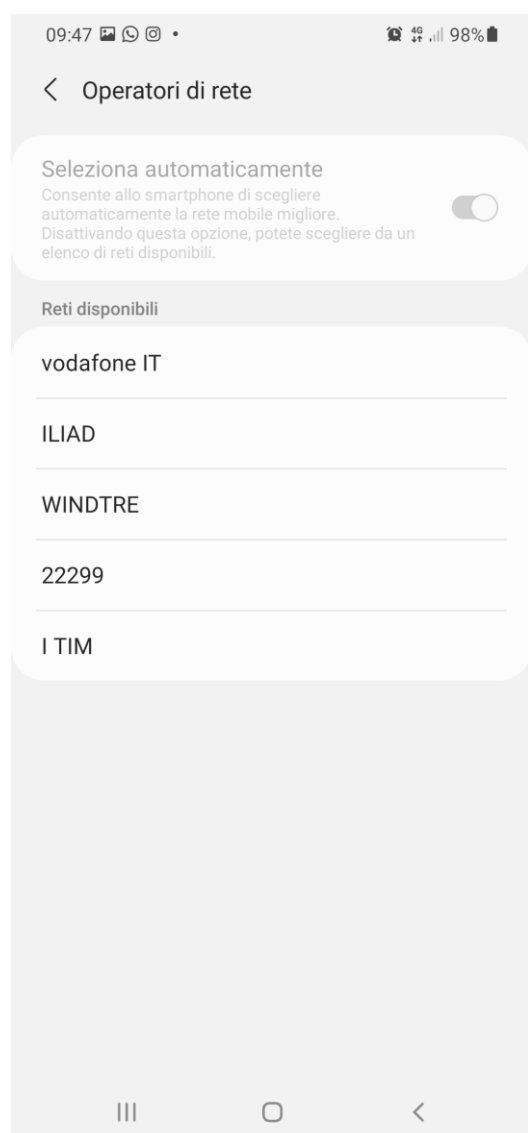 09:47
4G 98%
Operatori di rete
Seleziona automaticamente
Consente allo smartphone di scegliere
automaticamente la rete mobile migliore.
Disattivando questa opzione, potete scegliere da un
elenco di reti disponibili.
Reti disponibili
vodafone IT
ILIAD
WINDTRE
22299
I TIM